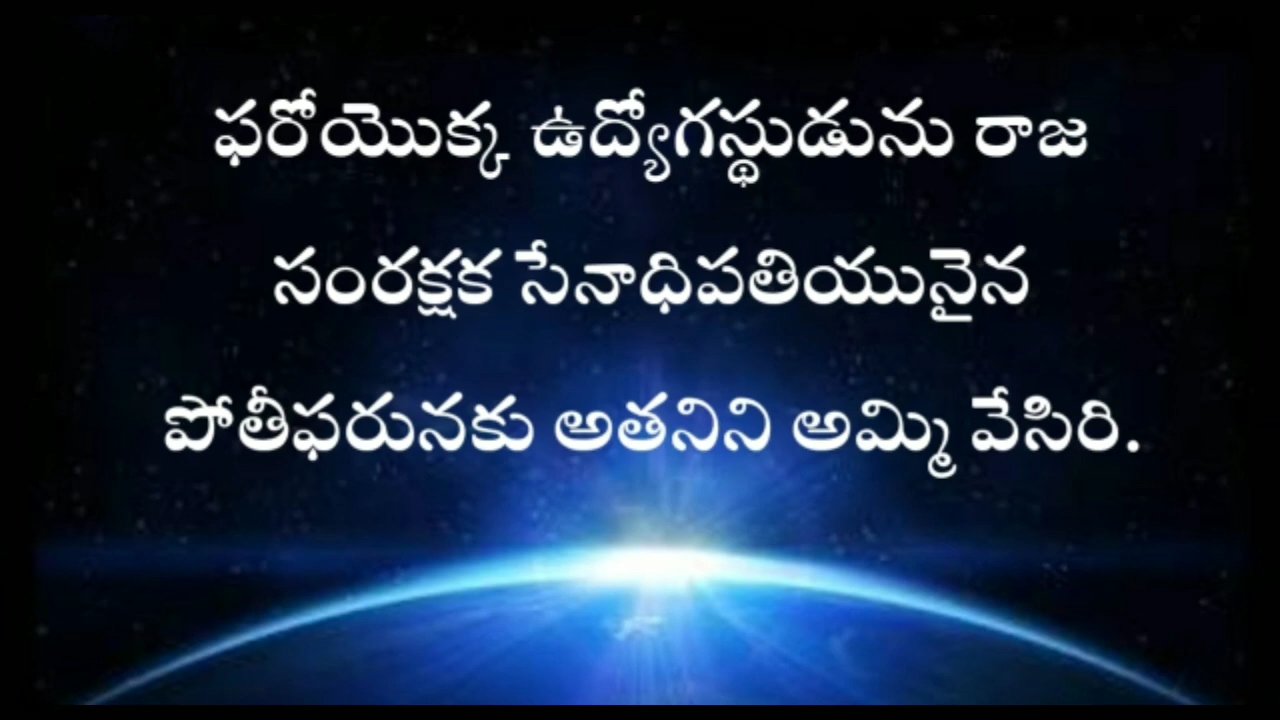 ఫరోయొక్క ఉద్యోగస్థుడును రాజ
సంరక్షక సేనాధిపతియునైన
పోతీఫరునకు అతనిని అమ్మి వేసిరి.